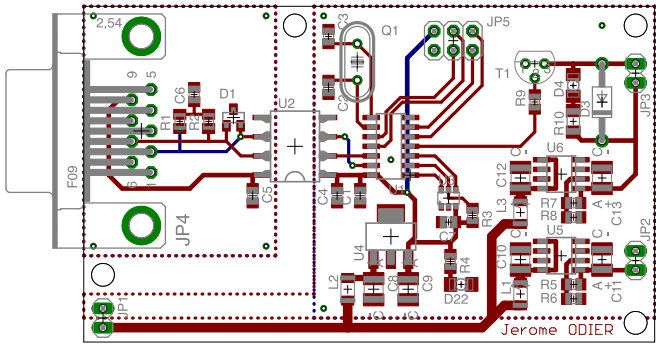 2,54
C3
Q1
JP5
9
5
C6
D1
U2
T1
R9
D4
D3
R10
JP3
R1
R2
C2
F09
6
1
C5
C4
U1
U6
C12
C-
C-
R7
R8
A+
C13
L3
R3
JP4
U4
R4
D22
L2
C8
C9
U5
C10
C-
C-
R5
R6
A+
C11
L1
JP2
JP1
Jerome ODIER